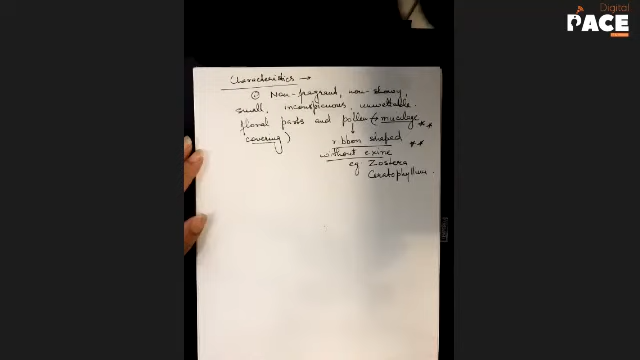 Digital
PACE
Characteristics →
Non-fragrant, non-showy,
small, inconspicuous, unwettable
floral parts and pollen (→ mucilage
covering) ribbon shaped **
without exine **
eg Zostera
Ceratophyllum.